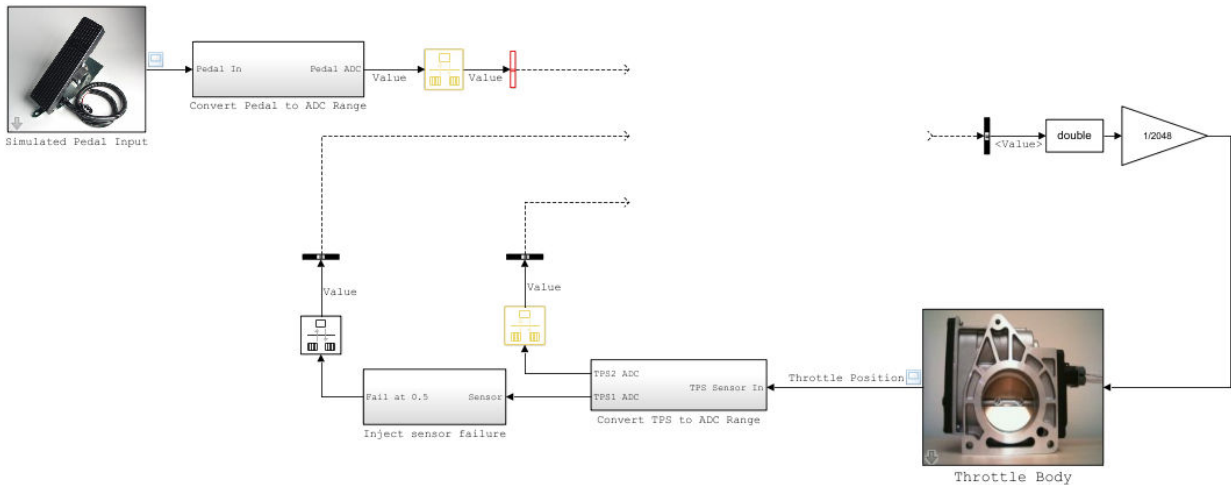 Pedal In
Pedal ADC
Value
Value
Convert Pedal to ADC Range
Simulated Pedal Input
<Value>
double
1/2048
Value
Value
TPS2 ADC
TPS1 ADC
TPS Sensor In
Throttle Position
Fail at 0.5
Sensor
Convert TPS to ADC Range
Inject sensor failure
Throttle Body